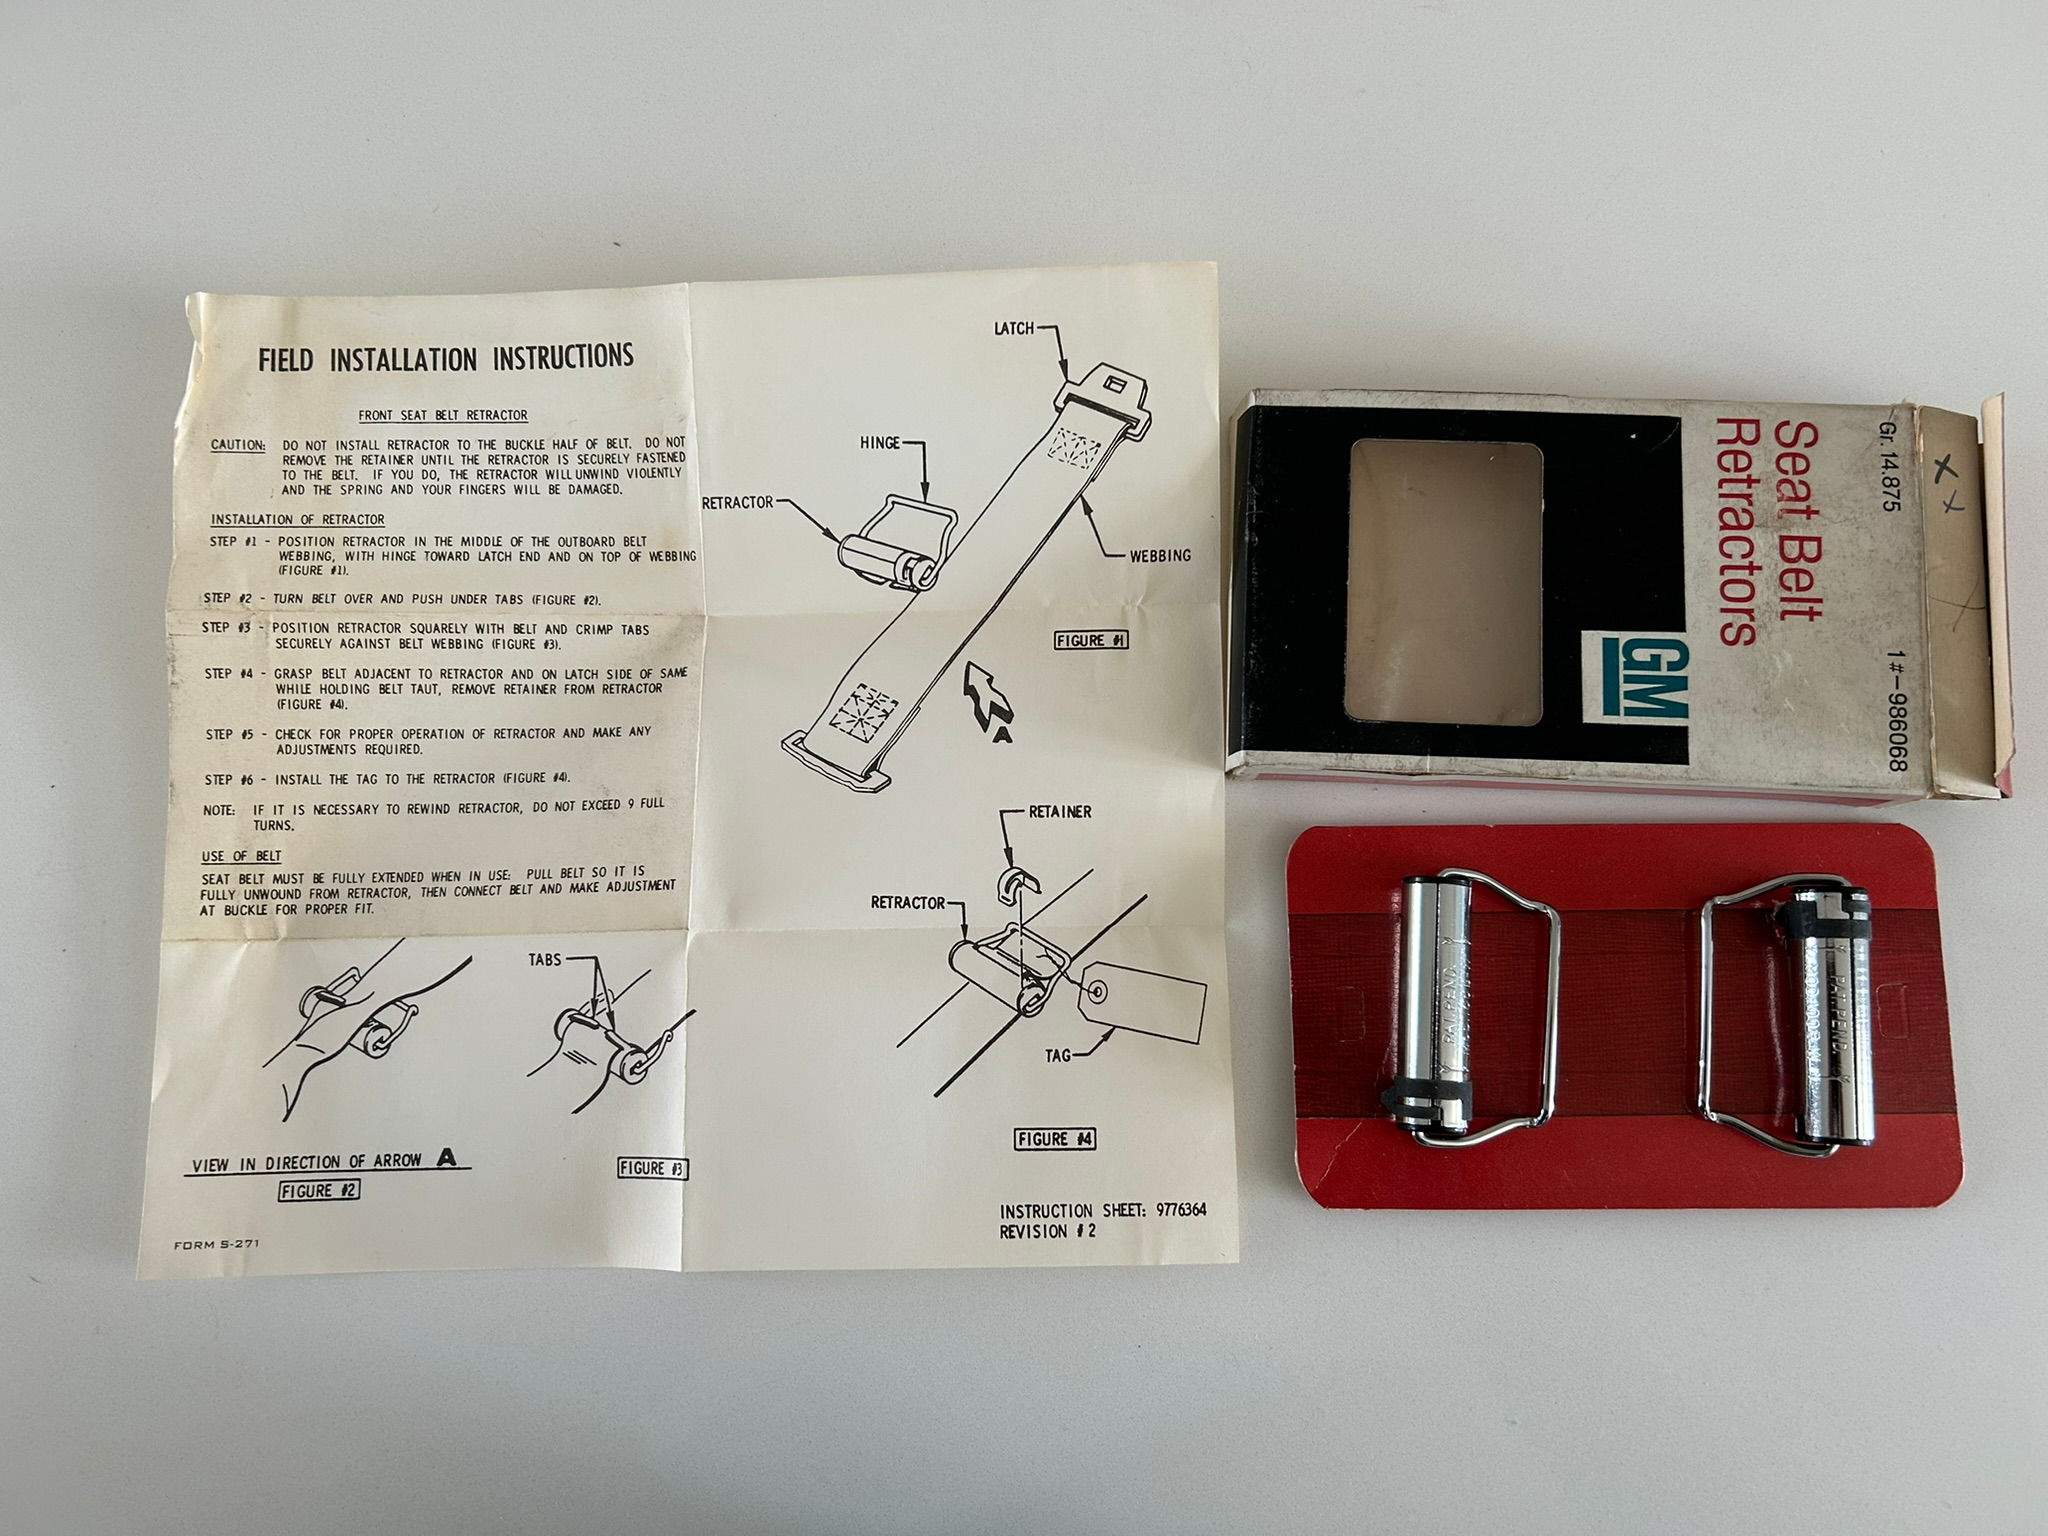 FIELD INSTALLATION INSTRUCTIONS
FRONT SEAT BELT RETRACTOR
CAUTION: DO NOT INSTALL RETRACTOR TO THE BUCKLE HALF OF BELT. DO NOT
REMOVE THE RETAINER UNTIL THE RETRACTOR IS SECURELY FASTENED
TO THE BELT. IF YOU DO, THE RETRACTOR WILL UNWIND VIOLENTLY
AND THE SPRING AND YOUR FINGERS WILL BE DAMAGED.
INSTALLATION OF RETRACTOR
STEP #1 - POSITION RETRACTOR IN THE MIDDLE OF THE OUTBOARD BELT
WEBBING, WITH HINGE TOWARD LATCH END AND ON TOP OF WEBBING
(FIGURE #1).
STEP #2 - TURN BELT OVER AND PUSH UNDER TABS (FIGURE #2).
STEP #3 - POSITION RETRACTOR SQUARELY WITH BELT AND CRIMP TABS
SECURELY AGAINST BELT WEBBING (FIGURE #3).
STEP #4 - GRASP BELT ADJACENT TO RETRACTOR AND ON LATCH SIDE OF SAME
WHILE HOLDING BELT TAUT, REMOVE RETAINER FROM RETRACTOR
(FIGURE #4).
STEP #5 - CHECK FOR PROPER OPERATION OF RETRACTOR AND MAKE ANY
ADJUSTMENTS REQUIRED.
STEP #6 - INSTALL THE TAG TO THE RETRACTOR (FIGURE #4).
NOTE: IF IT IS NECESSARY TO REWIND RETRACTOR, DO NOT EXCEED 9 FULL
TURNS.
USE OF BELT
SEAT BELT MUST BE FULLY EXTENDED WHEN IN USE: PULL BELT SO IT IS
FULLY UNWOUND FROM RETRACTOR, THEN CONNECT BELT AND MAKE ADJUSTMENT
AT BUCKLE FOR PROPER FIT.
TABS
VIEW IN DIRECTION OF ARROW A
FIGURE #2
FIGURE #3
FORM S-271
LATCH
HINGE
RETRACTOR
WEBBING
FIGURE #1
A
RETAINER
RETRACTOR
TAG
FIGURE #4
INSTRUCTION SHEET: 9776364
REVISION #2
Gr. 14.875 1#-986068
Seat Belt
Retractors
GM
x x
x
PAT. PEND.
PAT. PEND.